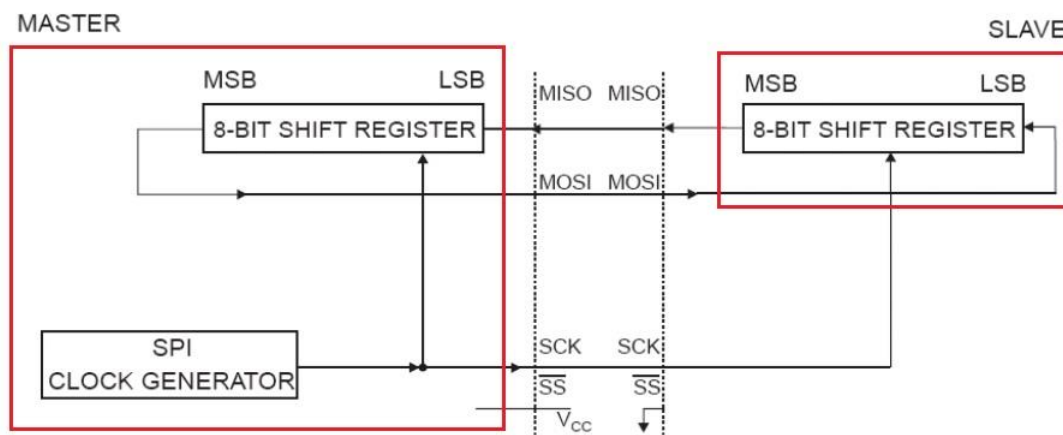 MASTER
SLAVE
MSB LSB
MISO MISO
MSB LSB
8-BIT SHIFT REGISTER
8-BIT SHIFT REGISTER
MOSI MOSI
SPI
CLOCK GENERATOR
SCK SCK
SS SS
VCC